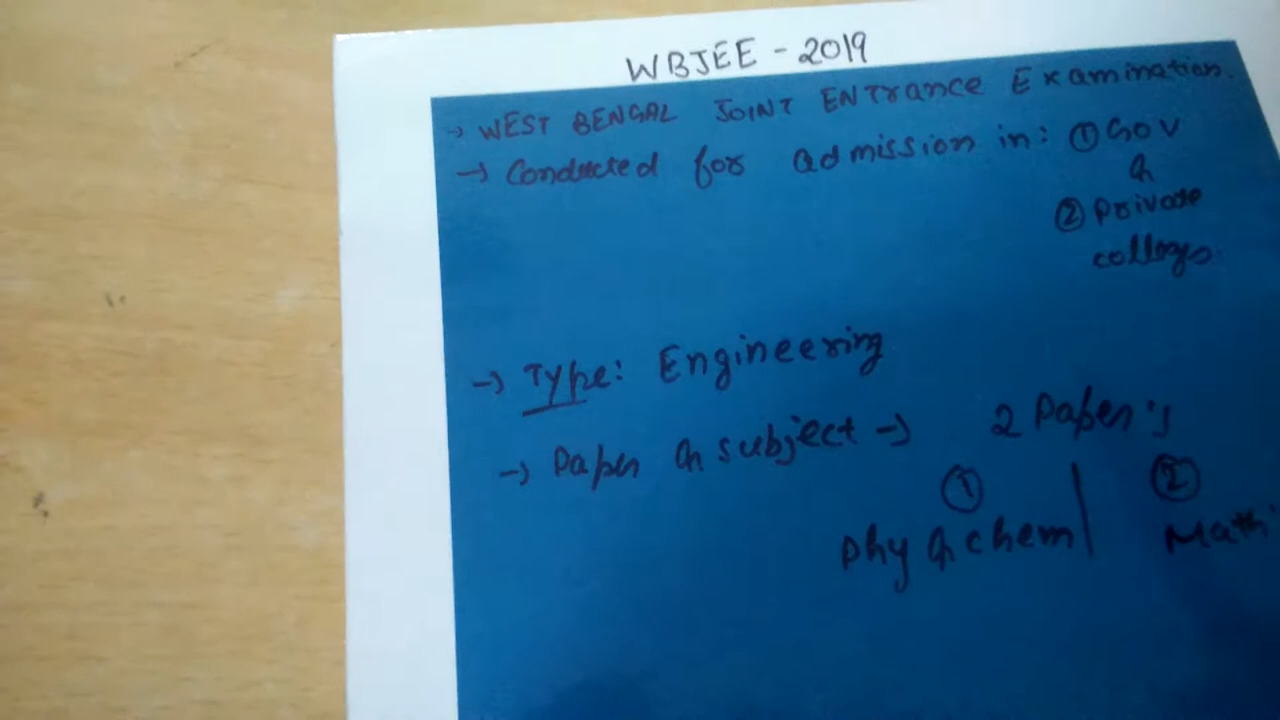 WBJEE - 2019
→ WEST BENGAL JOINT ENTrance Examination.
→ Conducted for admission in: ① Gov
&
② Private
colleges.
→ Type: Engineering
→ Paper & subject → 2 Paper's
① ②
Phy & chem | Math